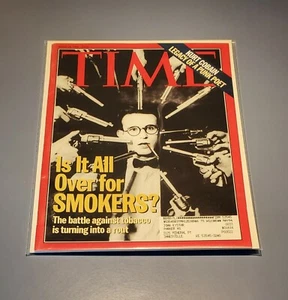 TIME
KURT COBAIN
LEGACY OF A PUNK POET
Is It All
Over for
SMOKERS?
The battle against tobacco
is turning into a rout